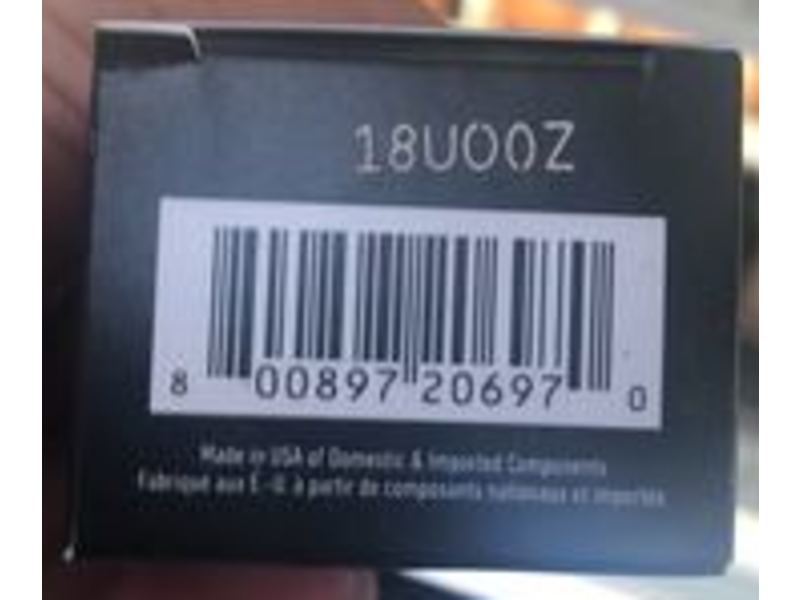 18U00Z
8 00897 20697 0
Made in USA of Domestic & Imported Components
Fabriqué aux É.-U. à partir de composants nationaux et importés